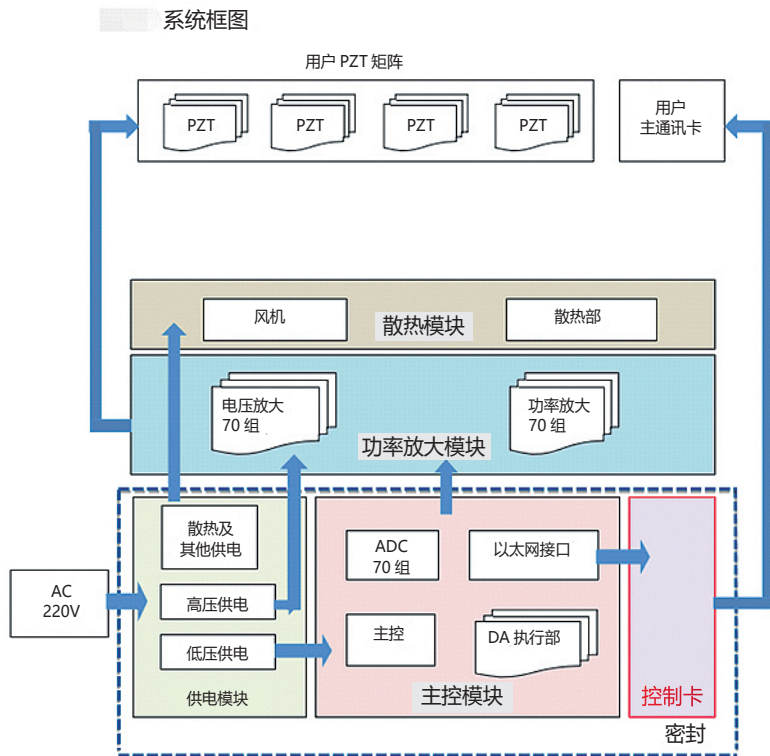 系统框图
用户 PZT 矩阵
PZT
PZT
PZT
PZT
用户
主通讯卡
风机
散热模块
散热部
电压放大
70 组
功率放大
70 组
功率放大模块
散热及
其他供电
ADC
70 组
以太网接口
AC
220V
高压供电
低压供电
主控
DA 执行部
供电模块
主控模块
控制卡
密封